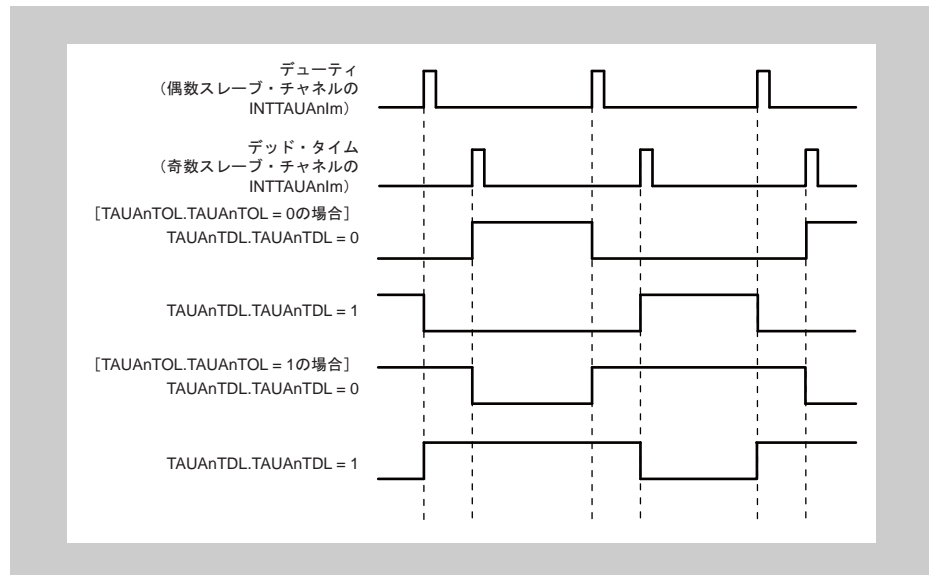 デューティ
（偶数スレーブ・チャネルの
INTTAUAnIm）
デッド・タイム
（奇数スレーブ・チャネルの
INTTAUAnIm）
［TAUAnTOL.TAUAnTOL = 0の場合］
TAUAnTDL.TAUAnTDL = 0
TAUAnTDL.TAUAnTDL = 1
［TAUAnTOL.TAUAnTOL = 1の場合］
TAUAnTDL.TAUAnTDL = 0
TAUAnTDL.TAUAnTDL = 1